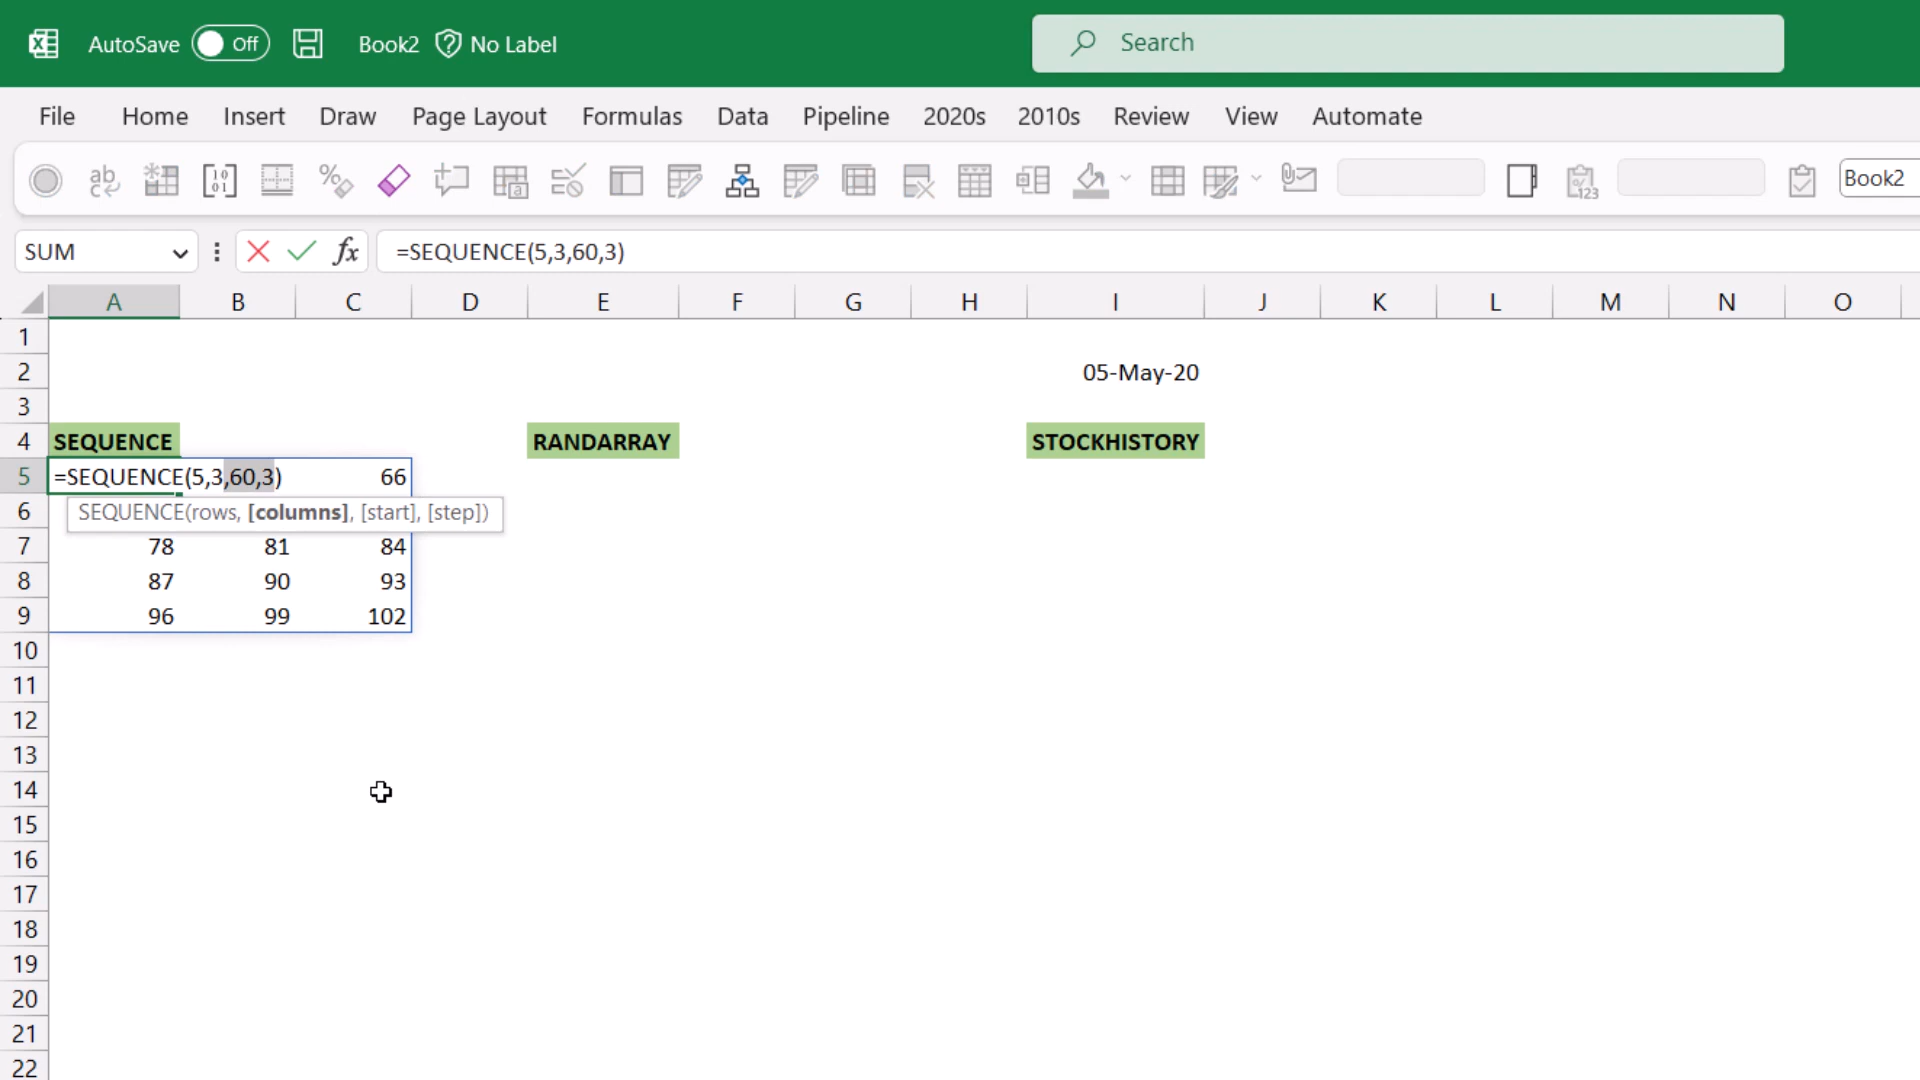 AutoSave Off Book2 No Label Search
File Home Insert Draw Page Layout Formulas Data Pipeline 2020s 2010s Review View Automate
Book2
SUM fx =SEQUENCE(5,3,60,3)
A B C D E F G H I J K L M N O
1
2 05-May-20
3
4 SEQUENCE RANDARRAY STOCKHISTORY
5 =SEQUENCE(5,3,60,3) 66
6 SEQUENCE(rows, [columns], [start], [step])
7 78 81 84
8 87 90 93
9 96 99 102
10
11
12
13
14
15
16
17
18
19
20
21
22